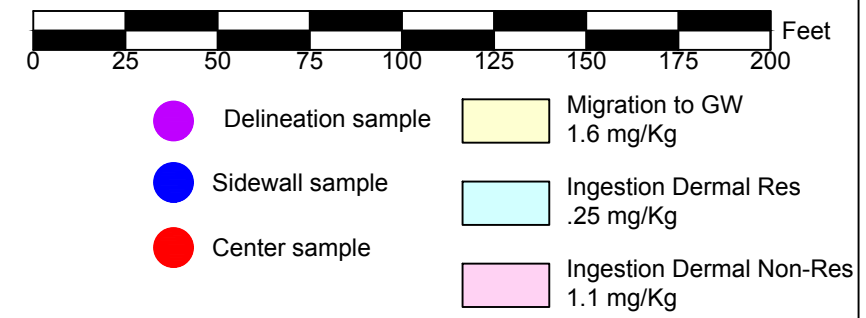 Feet
0 25 50 75 100 125 150 175 200
Delineation sample
Sidewall sample
Center sample
Migration to GW
1.6 mg/Kg
Ingestion Dermal Res
.25 mg/Kg
Ingestion Dermal Non-Res
1.1 mg/Kg